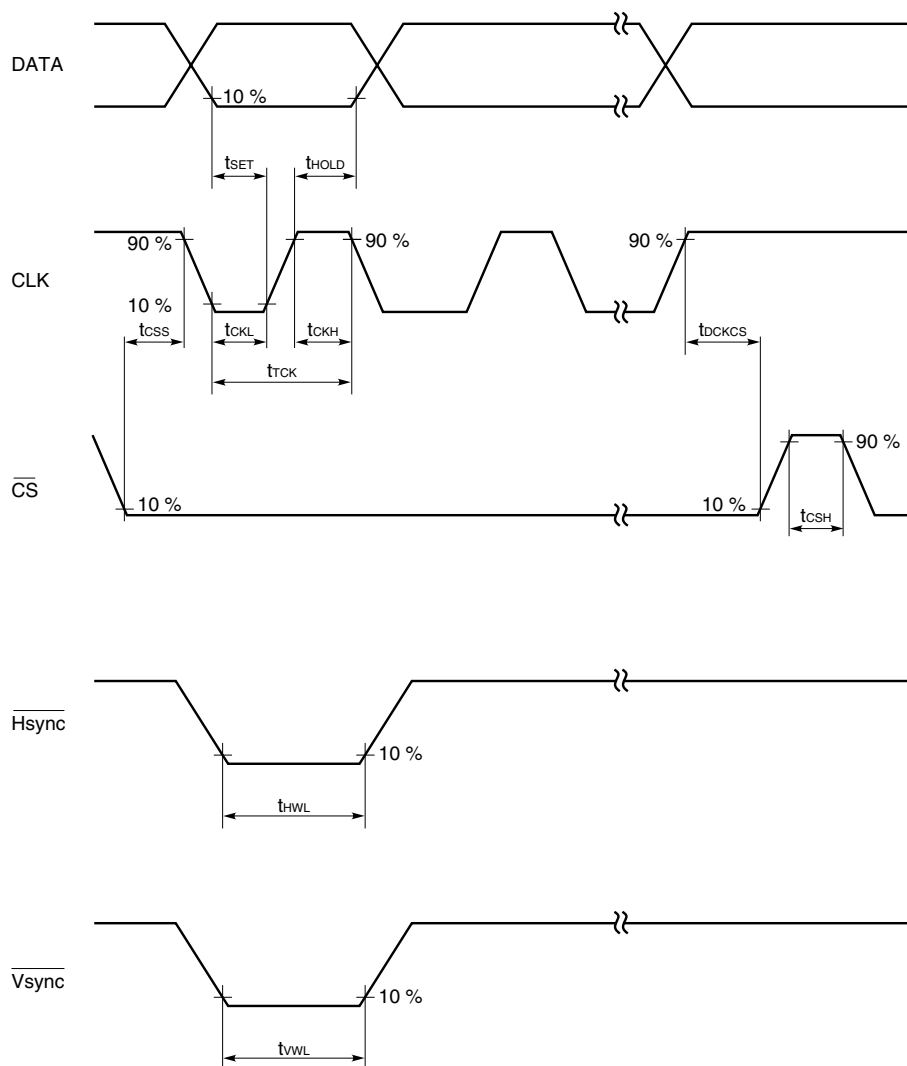 DATA
10 %
tSET tHOLD
CLK
90 % 90 % 90 %
10 %
tCSS tCKL tCKH tDCKCS
tTCK
CS
90 %
10 % 10 %
tCSH
Hsync
10 %
tHWL
Vsync
10 %
tVWL